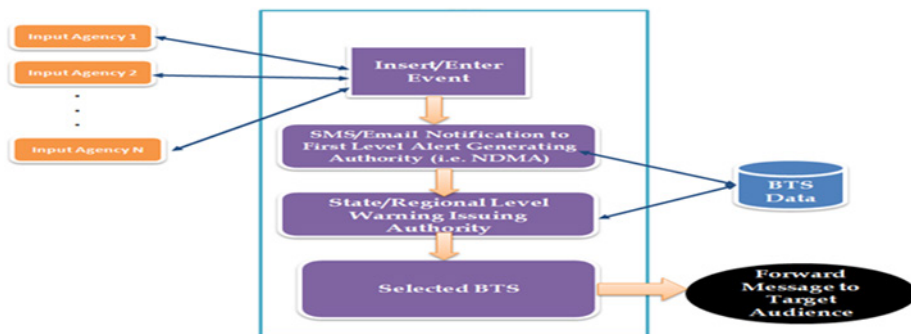 Input Agency 1
Input Agency 2
Input Agency N
Insert/Enter
Event
SMS/Email Notification to
First Level Alert Generating
Authority (i.e. NDMA)
State/Regional Level
Warning Issuing
Authority
Selected BTS
BTS
Data
Forward
Message to
Target
Audience